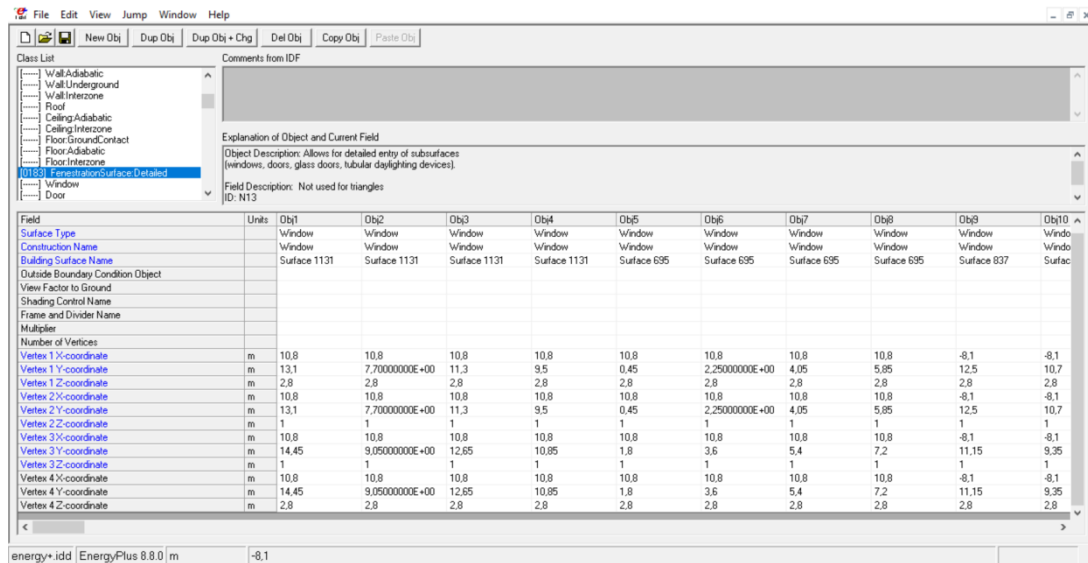 File Edit View Jump Window Help
New Obj Dup Obj Dup Obj + Chg Del Obj Copy Obj Paste Obj
Class List
[------] Wall:Adiabatic
[------] Wall:Underground
[------] Wall:Interzone
[------] Roof
[------] Ceiling:Adiabatic
[------] Ceiling:Interzone
[------] Floor:GroundContact
[------] Floor:Adiabatic
[------] Floor:Interzone
[0183] FenestrationSurface:Detailed
[------] Window
[------] Door
Comments from IDF
Explanation of Object and Current Field
Object Description: Allows for detailed entry of subsurfaces
(windows, doors, glass doors, tubular daylighting devices).
Field Description: Not used for triangles
ID: N13
Field Units Obj1 Obj2 Obj3 Obj4 Obj5 Obj6 Obj7 Obj8 Obj9 Obj10
Surface Type Window Window Window Window Window Window Window Window Window Windo
Construction Name Window Window Window Window Window Window Window Window Window Windo
Building Surface Name Surface 1131 Surface 1131 Surface 1131 Surface 1131 Surface 695 Surface 695 Surface 695 Surface 695 Surface 837 Surfac
Outside Boundary Condition Object
View Factor to Ground
Shading Control Name
Frame and Divider Name
Multiplier
Number of Vertices
Vertex 1 X-coordinate m 10,8 10,8 10,8 10,8 10,8 10,8 10,8 10,8 -8,1 -8,1
Vertex 1 Y-coordinate m 13,1 7,70000000E+00 11,3 9,5 0,45 2,25000000E+00 4,05 5,85 12,5 10,7
Vertex 1 Z-coordinate m 2,8 2,8 2,8 2,8 2,8 2,8 2,8 2,8 2,8 2,8
Vertex 2 X-coordinate m 10,8 10,8 10,8 10,8 10,8 10,8 10,8 10,8 -8,1 -8,1
Vertex 2 Y-coordinate m 13,1 7,70000000E+00 11,3 9,5 0,45 2,25000000E+00 4,05 5,85 12,5 10,7
Vertex 2 Z-coordinate m 1 1 1 1 1 1 1 1 1 1
Vertex 3 X-coordinate m 10,8 10,8 10,8 10,8 10,8 10,8 10,8 10,8 -8,1 -8,1
Vertex 3 Y-coordinate m 14,45 9,05000000E+00 12,65 10,85 1,8 3,6 5,4 7,2 11,15 9,35
Vertex 3 Z-coordinate m 1 1 1 1 1 1 1 1 1 1
Vertex 4 X-coordinate m 10,8 10,8 10,8 10,8 10,8 10,8 10,8 10,8 -8,1 -8,1
Vertex 4 Y-coordinate m 14,45 9,05000000E+00 12,65 10,85 1,8 3,6 5,4 7,2 11,15 9,35
Vertex 4 Z-coordinate m 2,8 2,8 2,8 2,8 2,8 2,8 2,8 2,8 2,8 2,8
energy+.idd EnergyPlus 8.8.0 m -8,1